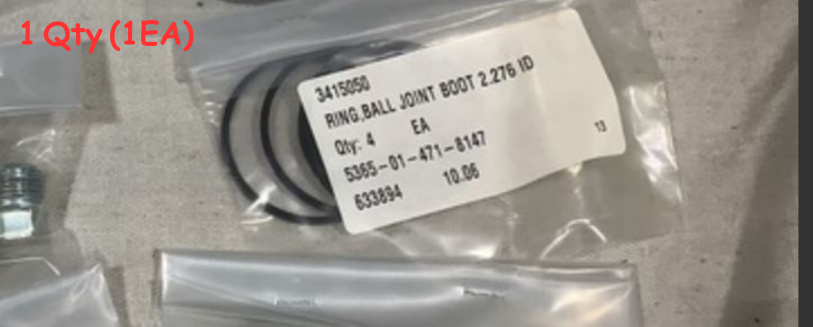 1 Qty (1EA)
3415050
RING,BALL JOINT BOOT 2.276 ID
Qty: 4 EA
5365-01-471-8147 13
633894 10.06